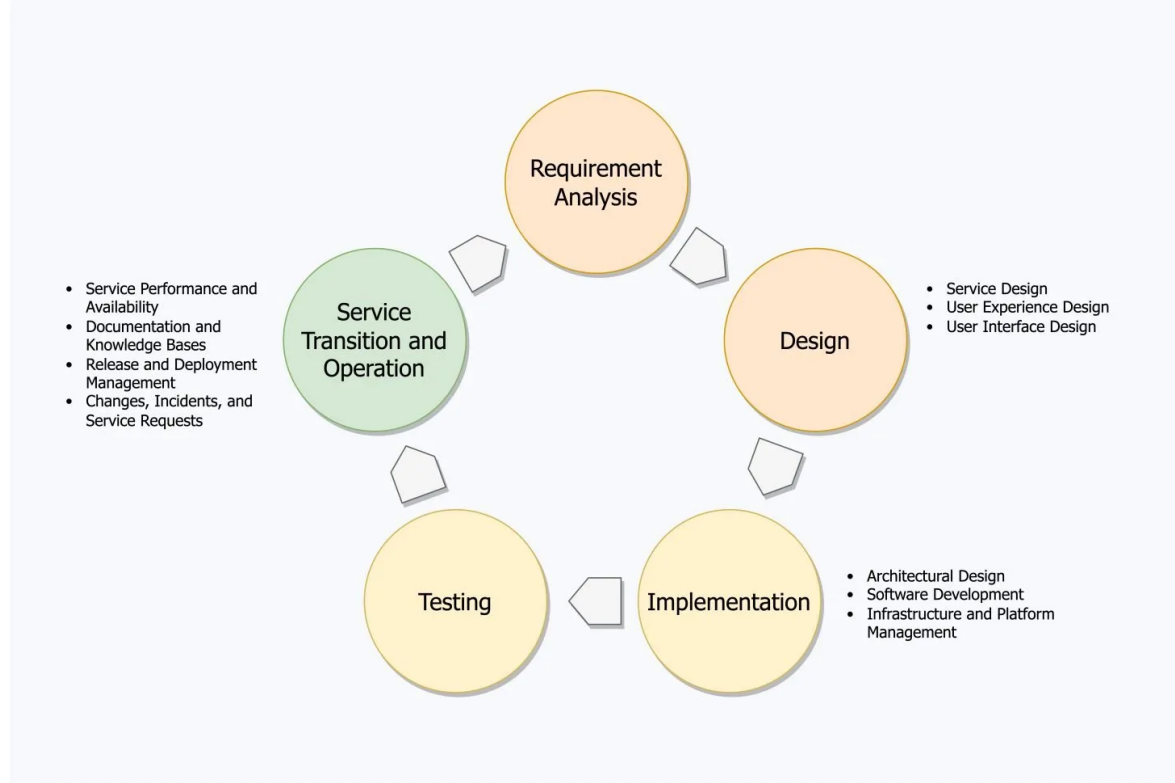 Requirement
Analysis
Service
Transition and
Operation
• Service Performance and
Availability
• Documentation and
Knowledge Bases
• Release and Deployment
Management
• Changes, Incidents, and
Service Requests
Design
• Service Design
• User Experience Design
• User Interface Design
Testing
Implementation
• Architectural Design
• Software Development
• Infrastructure and Platform
Management